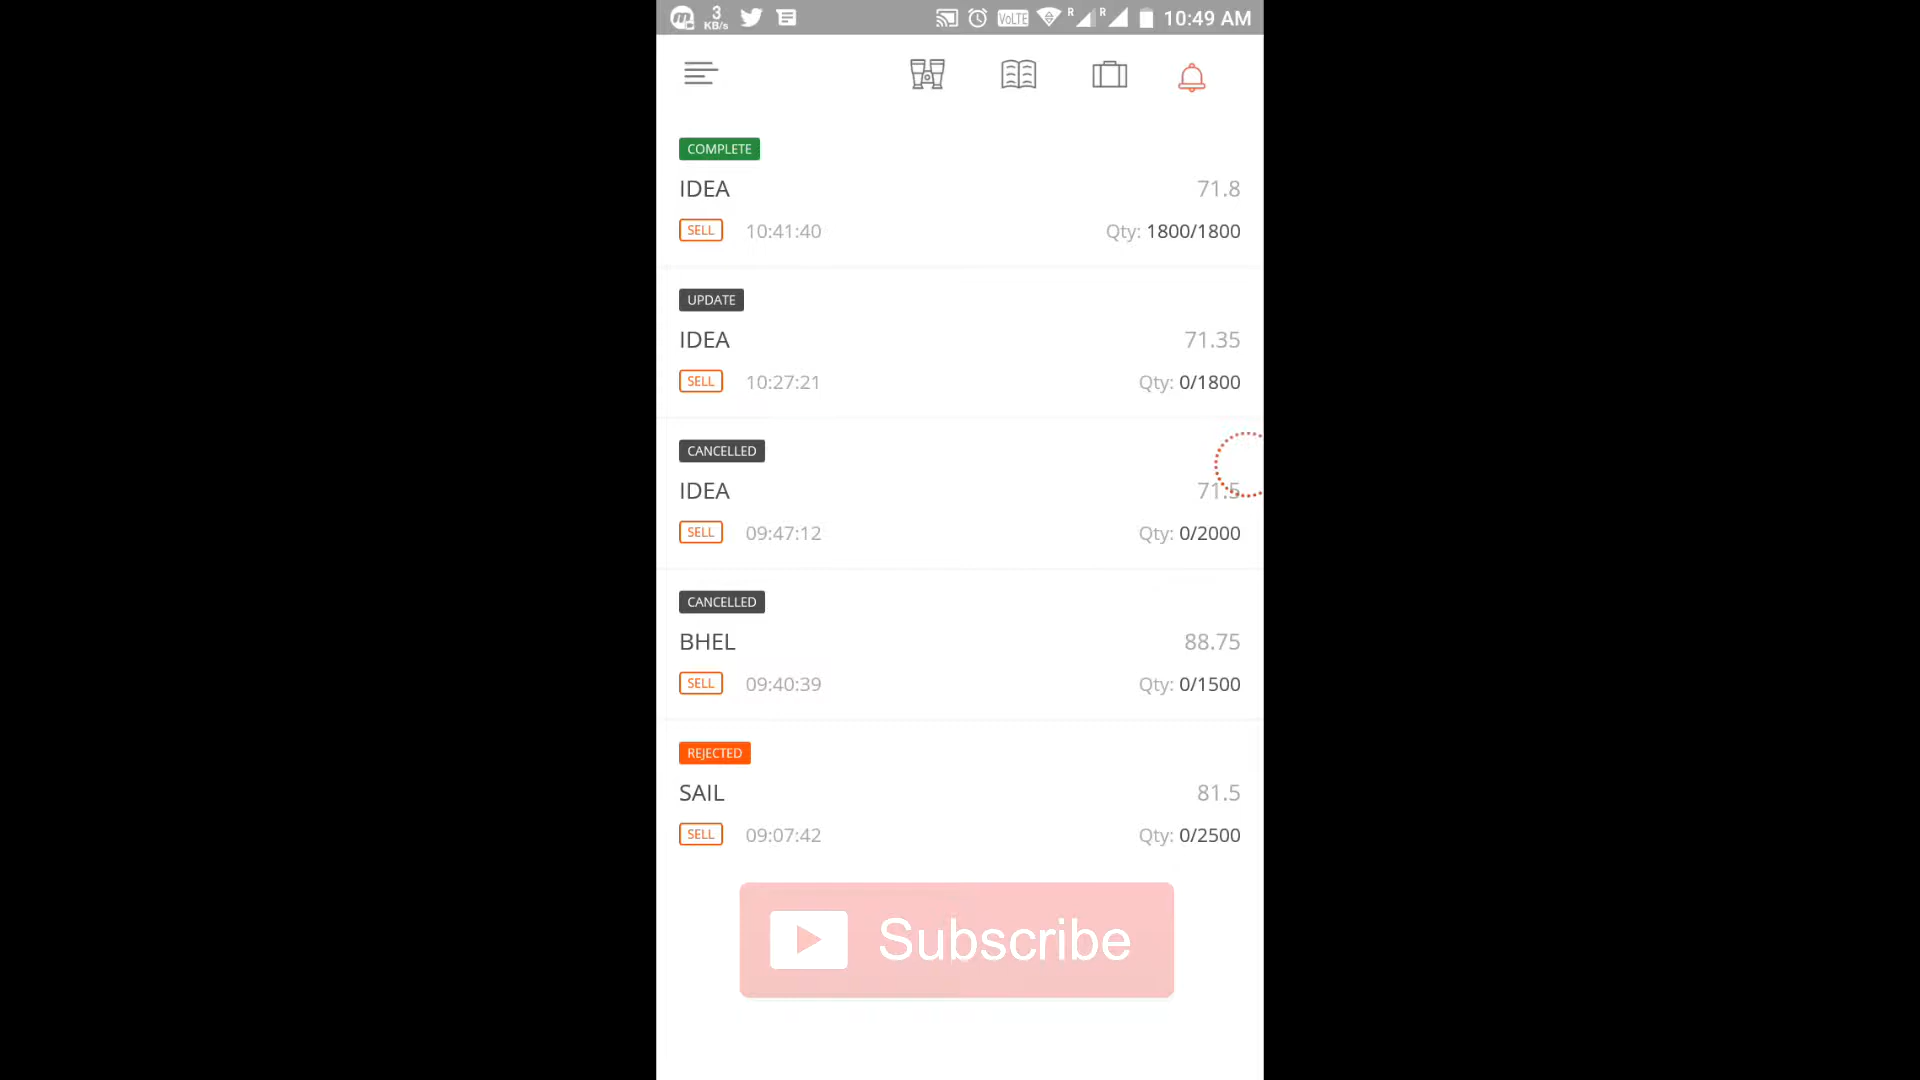 3 KB/s VoLTE R R 10:49 AM
COMPLETE
IDEA 71.8
SELL 10:41:40 Qty: 1800/1800
UPDATE
IDEA 71.35
SELL 10:27:21 Qty: 0/1800
CANCELLED
IDEA 71.5
SELL 09:47:12 Qty: 0/2000
CANCELLED
BHEL 88.75
SELL 09:40:39 Qty: 0/1500
REJECTED
SAIL 81.5
SELL 09:07:42 Qty: 0/2500
Subscribe